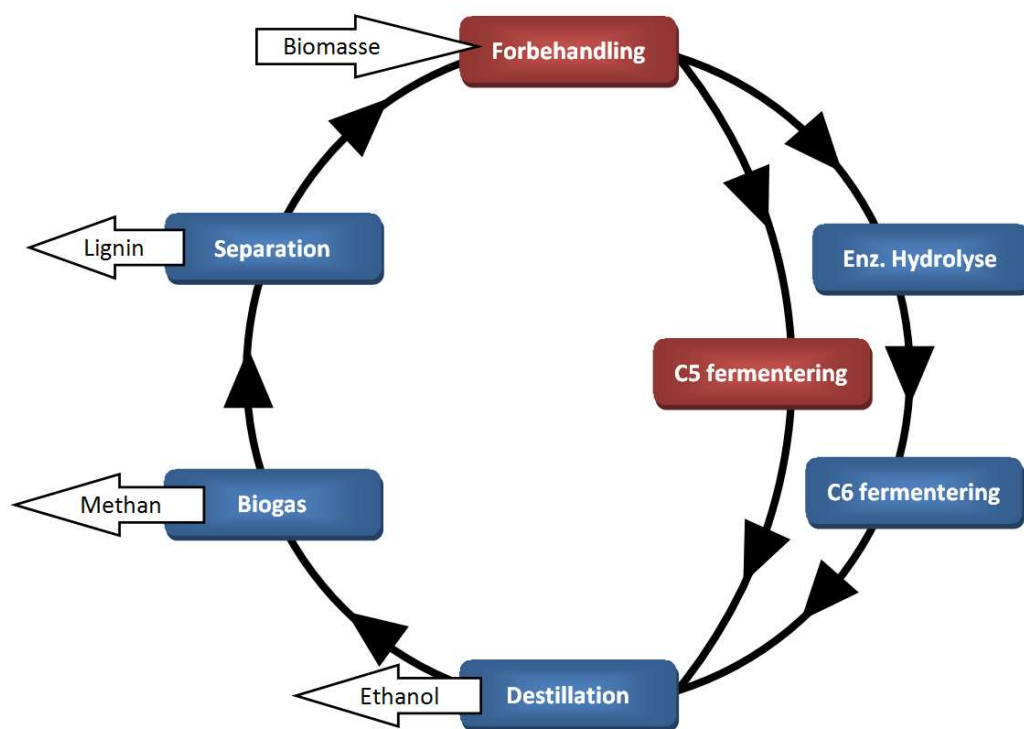 Biomasse
Forbehandling
Lignin
Separation
Enz. Hydrolyse
C5 fermentering
Methan
Biogas
C6 fermentering
Ethanol
Destillation